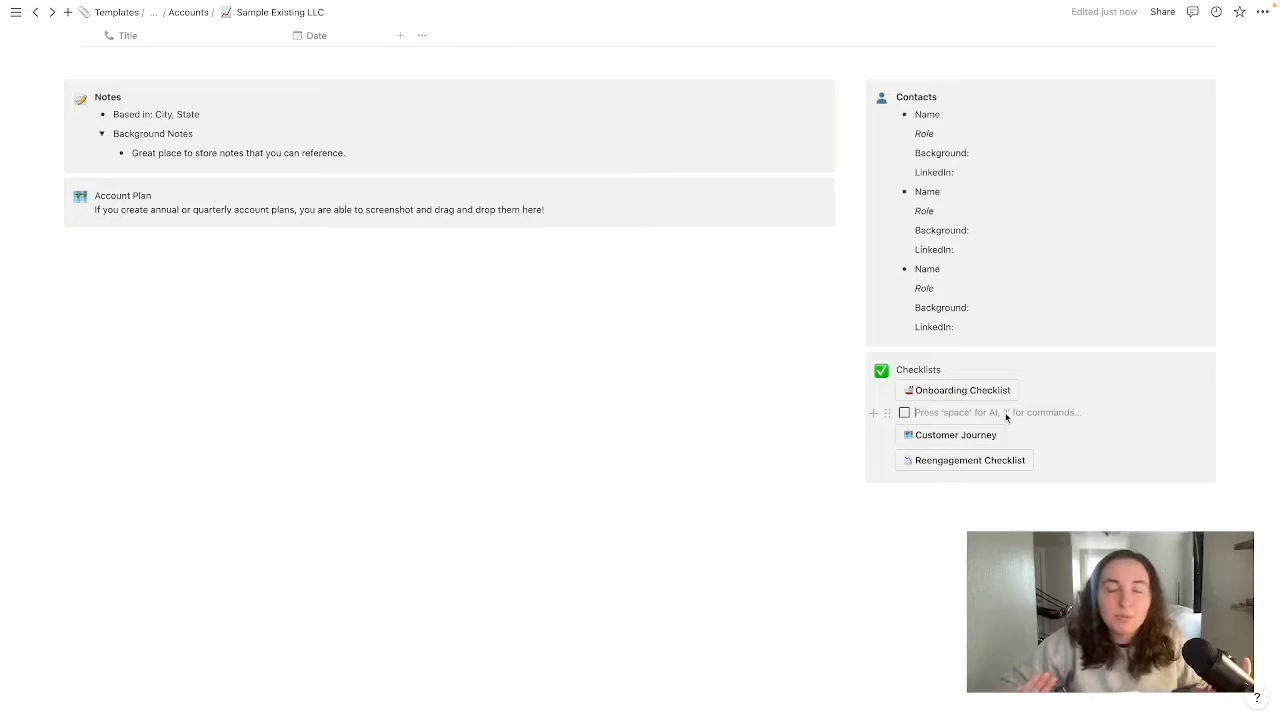 Templates / ... / Accounts / Sample Existing LLC
Edited just now
Share
Title
Date
Notes
Based in: City, State
Background Notes
Great place to store notes that you can reference.
Account Plan
If you create annual or quarterly account plans, you are able to screenshot and drag and drop them here!
Contacts
Name
Role
Background:
LinkedIn:
Name
Role
Background:
LinkedIn:
Name
Role
Background:
LinkedIn:
Checklists
Onboarding Checklist
Press 'space' for AI, '/' for commands...
Customer Journey
Reengagement Checklist
?